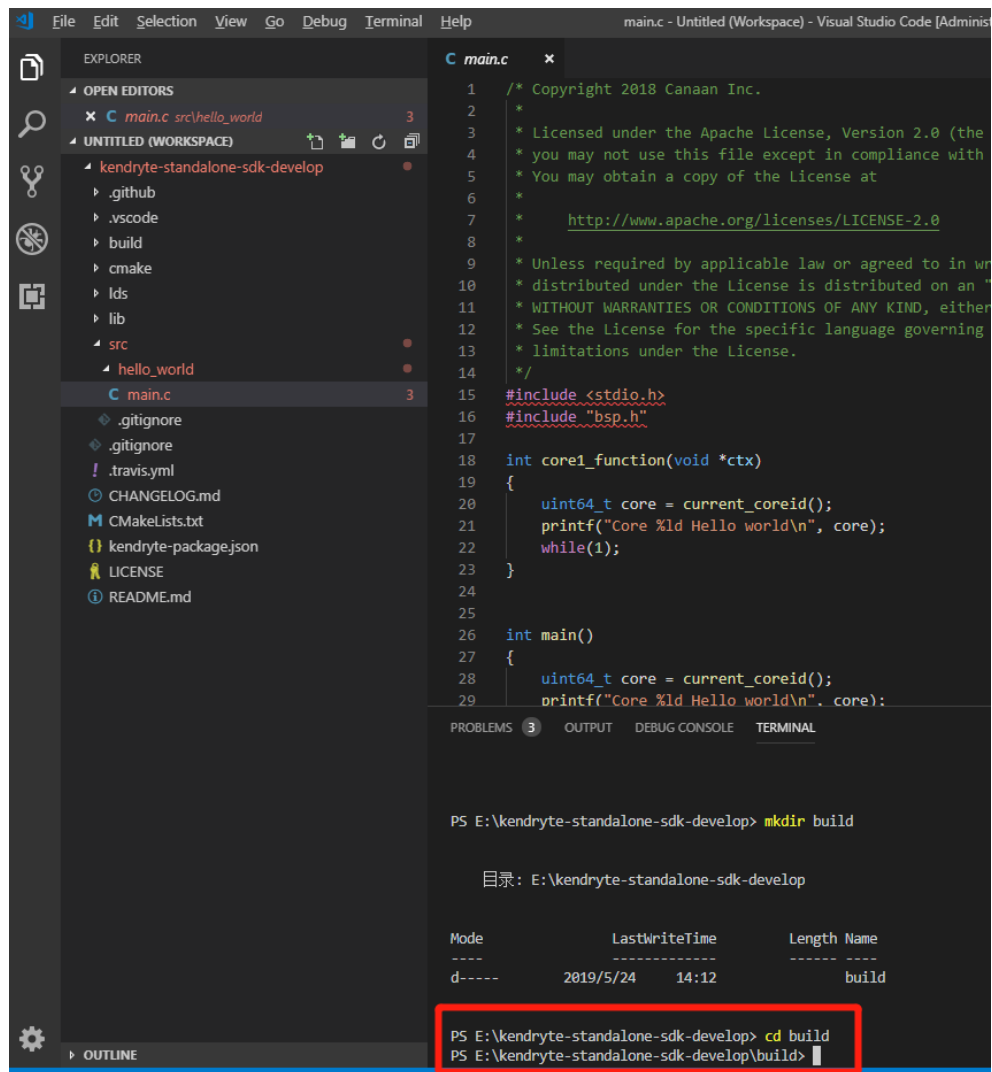 File Edit Selection View Go Debug Terminal Help main.c - Untitled (Workspace) - Visual Studio Code [Adminis
EXPLORER
OPEN EDITORS
C main.c src\hello_world 3
UNTITLED (WORKSPACE)
kendryte-standalone-sdk-develop
.github
.vscode
build
cmake
lds
lib
src
hello_world
C main.c 3
.gitignore
.gitignore
! .travis.yml
CHANGELOG.md
M CMakeLists.txt
{} kendryte-package.json
LICENSE
README.md
OUTLINE
C main.c ×
1 /* Copyright 2018 Canaan Inc.
2 *
3 * Licensed under the Apache License, Version 2.0 (the
4 * you may not use this file except in compliance with
5 * You may obtain a copy of the License at
6 *
7 * http://www.apache.org/licenses/LICENSE-2.0
8 *
9 * Unless required by applicable law or agreed to in wr
10 * distributed under the License is distributed on an "
11 * WITHOUT WARRANTIES OR CONDITIONS OF ANY KIND, either
12 * See the License for the specific language governing
13 * limitations under the License.
14 */
15 #include <stdio.h>
16 #include "bsp.h"
17
18 int core1_function(void *ctx)
19 {
20 uint64_t core = current_coreid();
21 printf("Core %ld Hello world\n", core);
22 while(1);
23 }
24
25
26 int main()
27 {
28 uint64_t core = current_coreid();
29 printf("Core %ld Hello world\n", core);
PROBLEMS 3 OUTPUT DEBUG CONSOLE TERMINAL
PS E:\kendryte-standalone-sdk-develop> mkdir build
目录: E:\kendryte-standalone-sdk-develop
Mode LastWriteTime Length Name
---- ------------- ------ ----
d----- 2019/5/24 14:12 build
PS E:\kendryte-standalone-sdk-develop> cd build
PS E:\kendryte-standalone-sdk-develop\build>